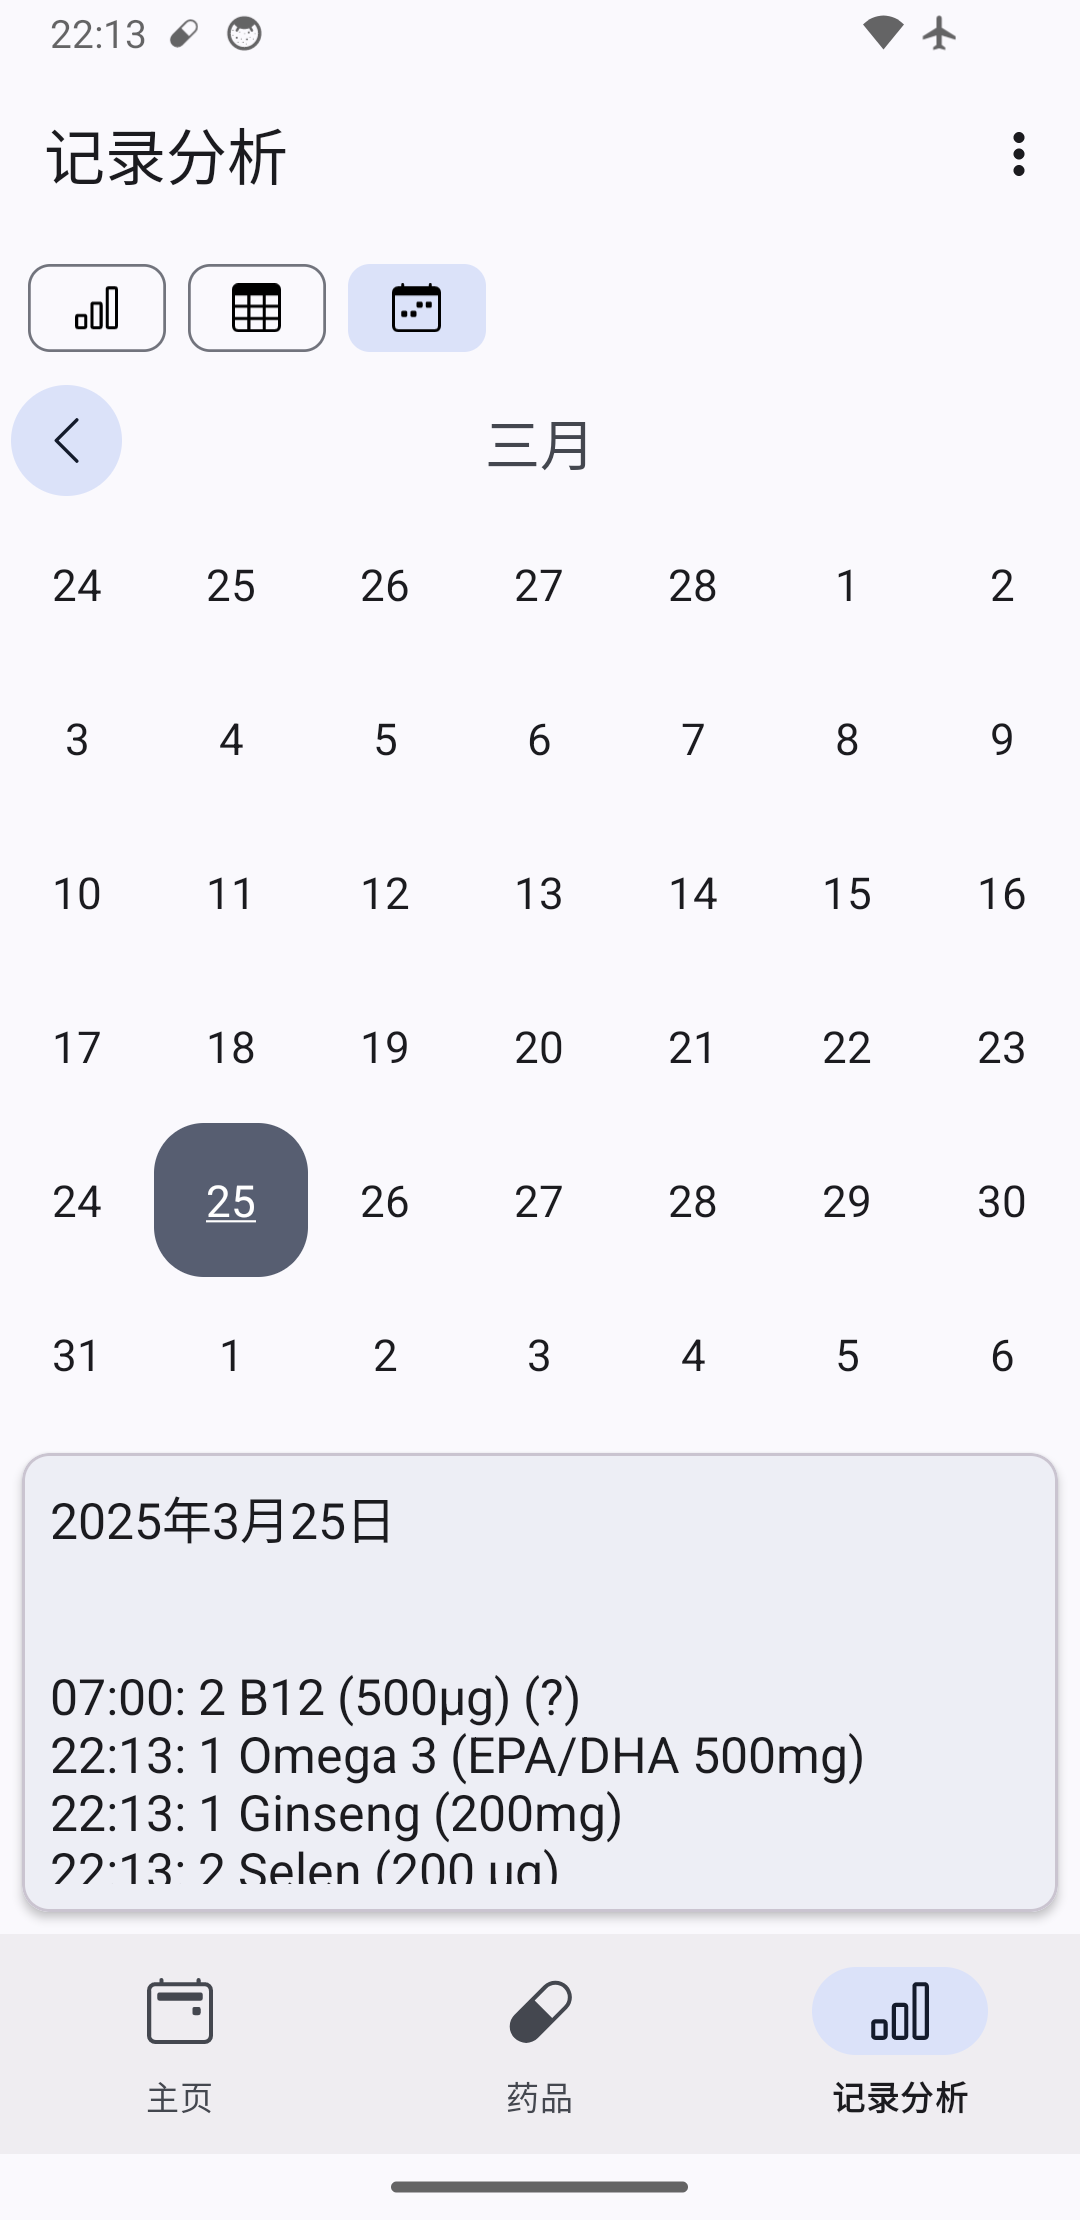 22:13
记录分析
三月
24 25 26 27 28 1 2
3 4 5 6 7 8 9
10 11 12 13 14 15 16
17 18 19 20 21 22 23
24 25 26 27 28 29 30
31 1 2 3 4 5 6
2025年3月25日
07:00: 2 B12 (500µg) (?)
22:13: 1 Omega 3 (EPA/DHA 500mg)
22:13: 1 Ginseng (200mg)
22:13: 2 Selen (200 µg)
主页 药品 记录分析